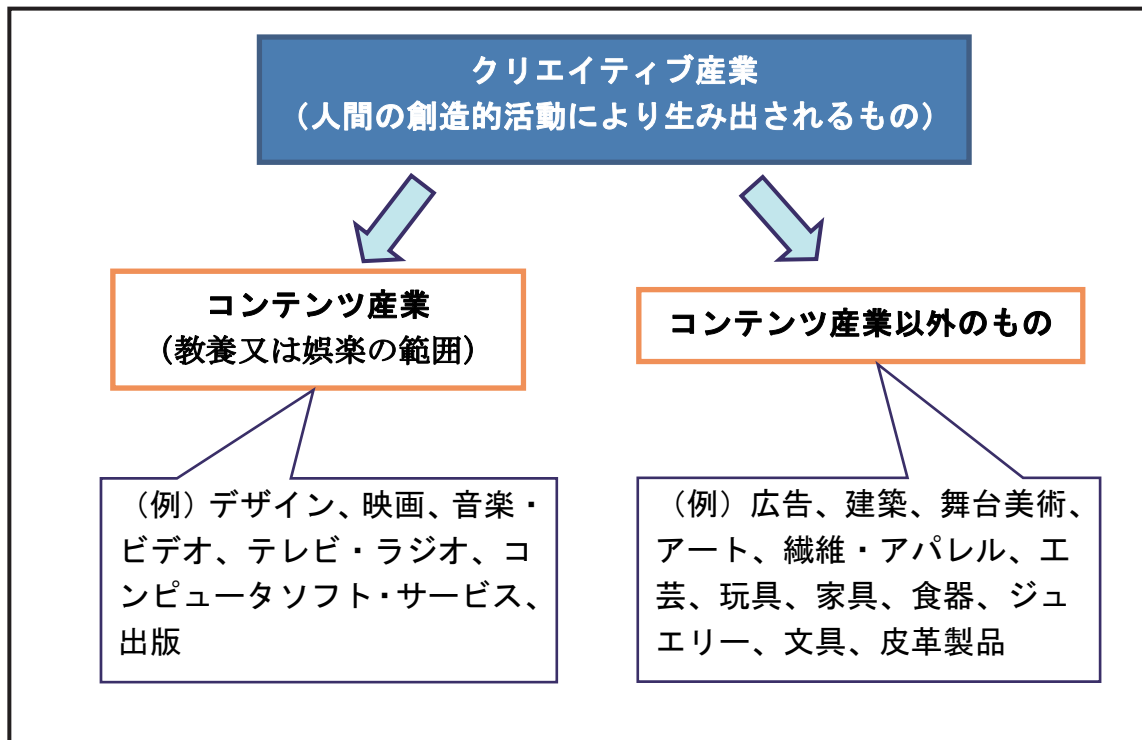 クリエイティブ産業
（人間の創造的活動により生み出されるもの）
コンテンツ産業
（教養又は娯楽の範囲）
（例）デザイン、映画、音楽・
ビデオ、テレビ・ラジオ、コ
ンピュータソフト・サービス、
出版
コンテンツ産業以外のもの
（例）広告、建築、舞台美術、
アート、繊維・アパレル、工
芸、玩具、家具、食器、ジュ
エリー、文具、皮革製品